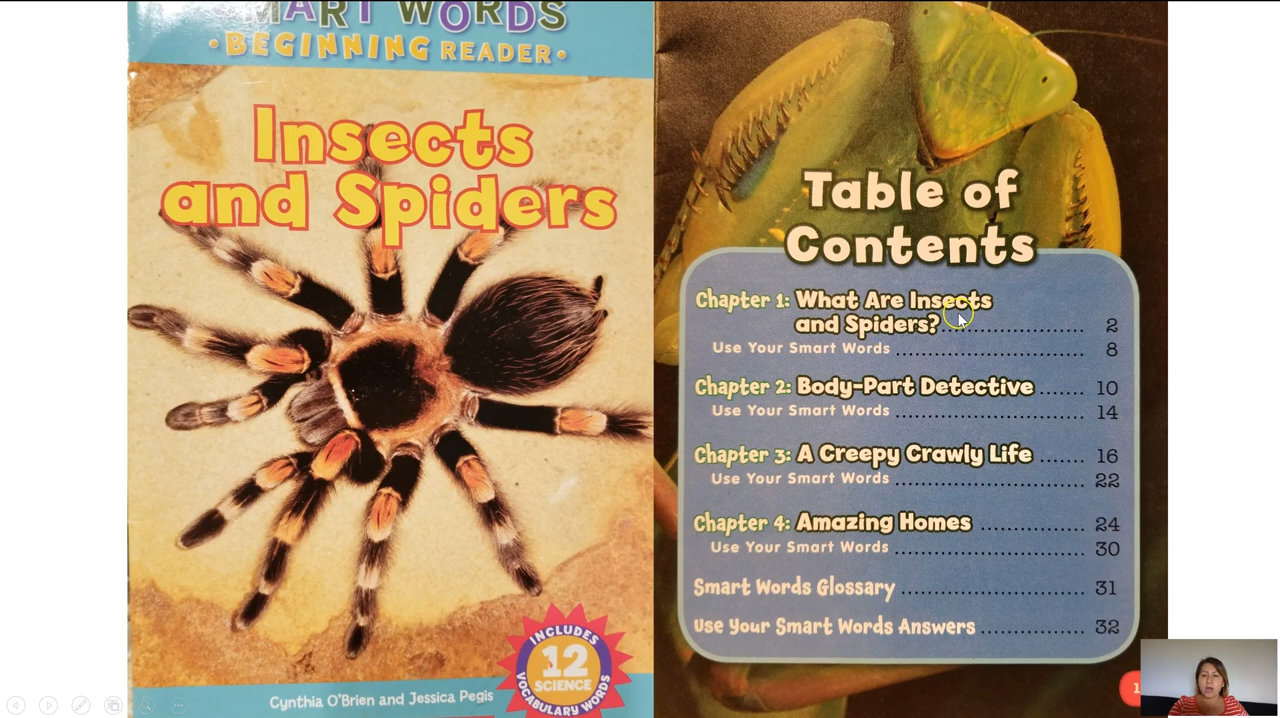 SMART WORDS
•BEGINNING READER•
Insects
and Spiders
INCLUDES
12
SCIENCE
VOCABULARY WORDS
Cynthia O'Brien and Jessica Pegis
Table of
Contents
Chapter 1: What Are Insects
and Spiders? .................... 2
Use Your Smart Words ........................... 8
Chapter 2: Body-Part Detective ....... 10
Use Your Smart Words ........................... 14
Chapter 3: A Creepy Crawly Life ....... 16
Use Your Smart Words ........................... 22
Chapter 4: Amazing Homes ................ 24
Use Your Smart Words ........................... 30
Smart Words Glossary .......................... 31
Use Your Smart Words Answers ............... 32
1